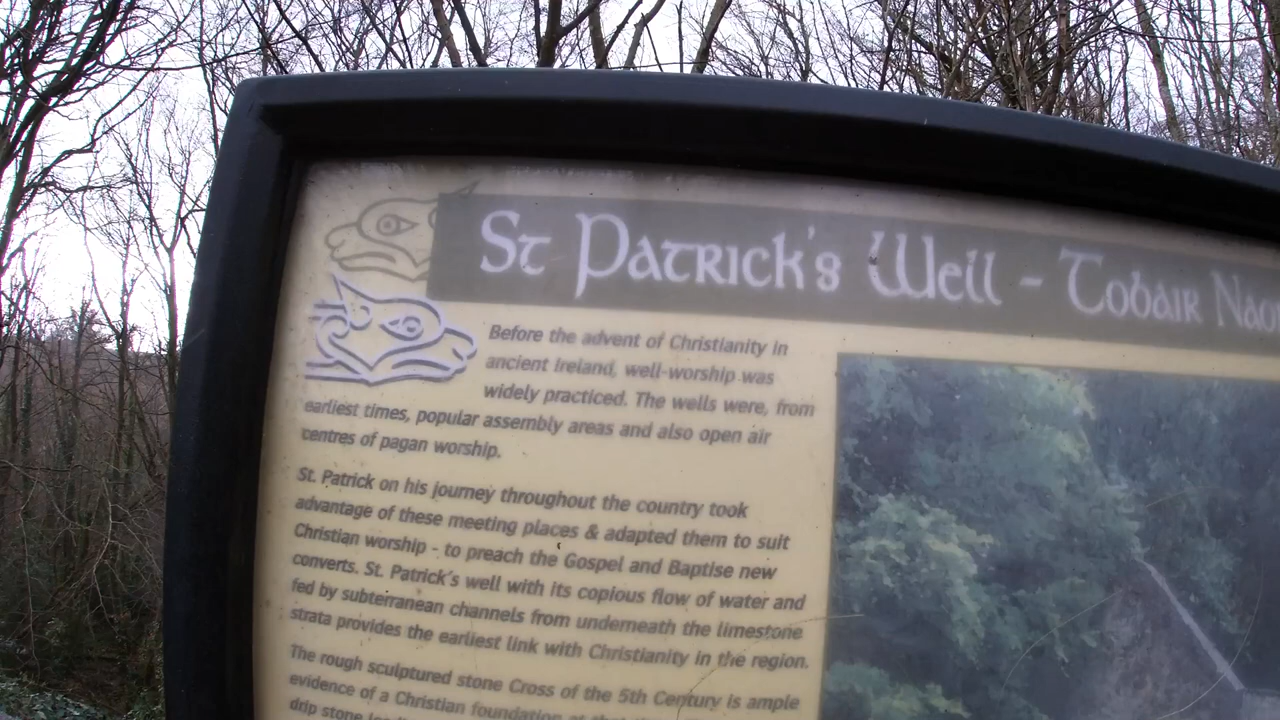 St Patrick's Well - Tobair Nao
Before the advent of Christianity in
ancient Ireland, well-worship was
widely practiced. The wells were, from
earliest times, popular assembly areas and also open air
centres of pagan worship.
St. Patrick on his journey throughout the country took
advantage of these meeting places & adapted them to suit
Christian worship - to preach the Gospel and Baptise new
converts. St. Patrick's well with its copious flow of water and
fed by subterranean channels from underneath the limestone
strata provides the earliest link with Christianity in the region.
The rough sculptured stone Cross of the 5th Century is ample
evidence of a Christian foundation at
drip stone